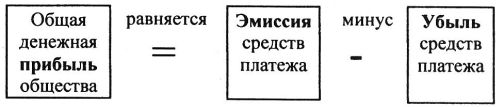 Общая денежная прибыль общества
равняется
=
Эмиссия средств платежа
минус
-
Убыль средств платежа